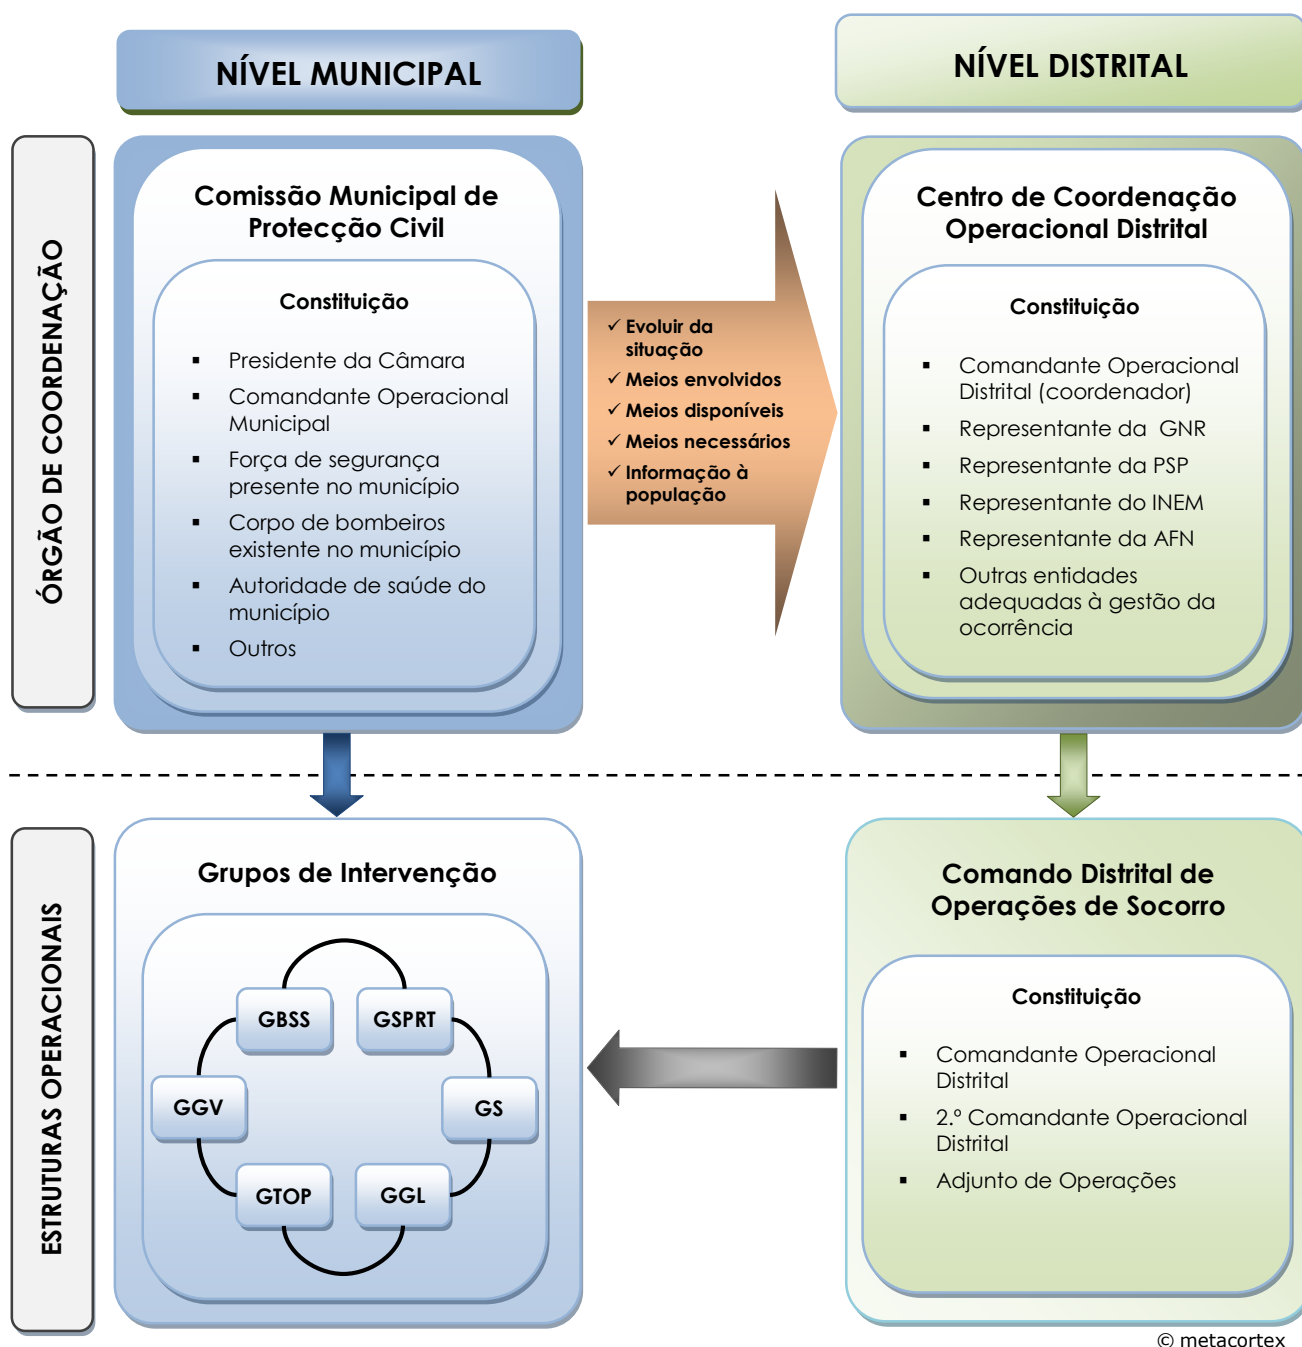 NÍVEL MUNICIPAL
NÍVEL DISTRITAL
ÓRGÃO DE COORDENAÇÃO
Comissão Municipal de
Protecção Civil
Constituição
▪ Presidente da Câmara
▪ Comandante Operacional
Municipal
▪ Força de segurança
presente no município
▪ Corpo de bombeiros
existente no município
▪ Autoridade de saúde do
município
▪ Outros
✓ Evoluir da
situação
✓ Meios envolvidos
✓ Meios disponíveis
✓ Meios necessários
✓ Informação à
população
Centro de Coordenação
Operacional Distrital
Constituição
▪ Comandante Operacional
Distrital (coordenador)
▪ Representante da GNR
▪ Representante da PSP
▪ Representante do INEM
▪ Representante da AFN
▪ Outras entidades
adequadas à gestão da
ocorrência
ESTRUTURAS OPERACIONAIS
Grupos de Intervenção
GBSS
GSPRT
GGV
GS
GTOP
GGL
Comando Distrital de
Operações de Socorro
Constituição
▪ Comandante Operacional
Distrital
▪ 2.º Comandante Operacional
Distrital
▪ Adjunto de Operações
© metacortex